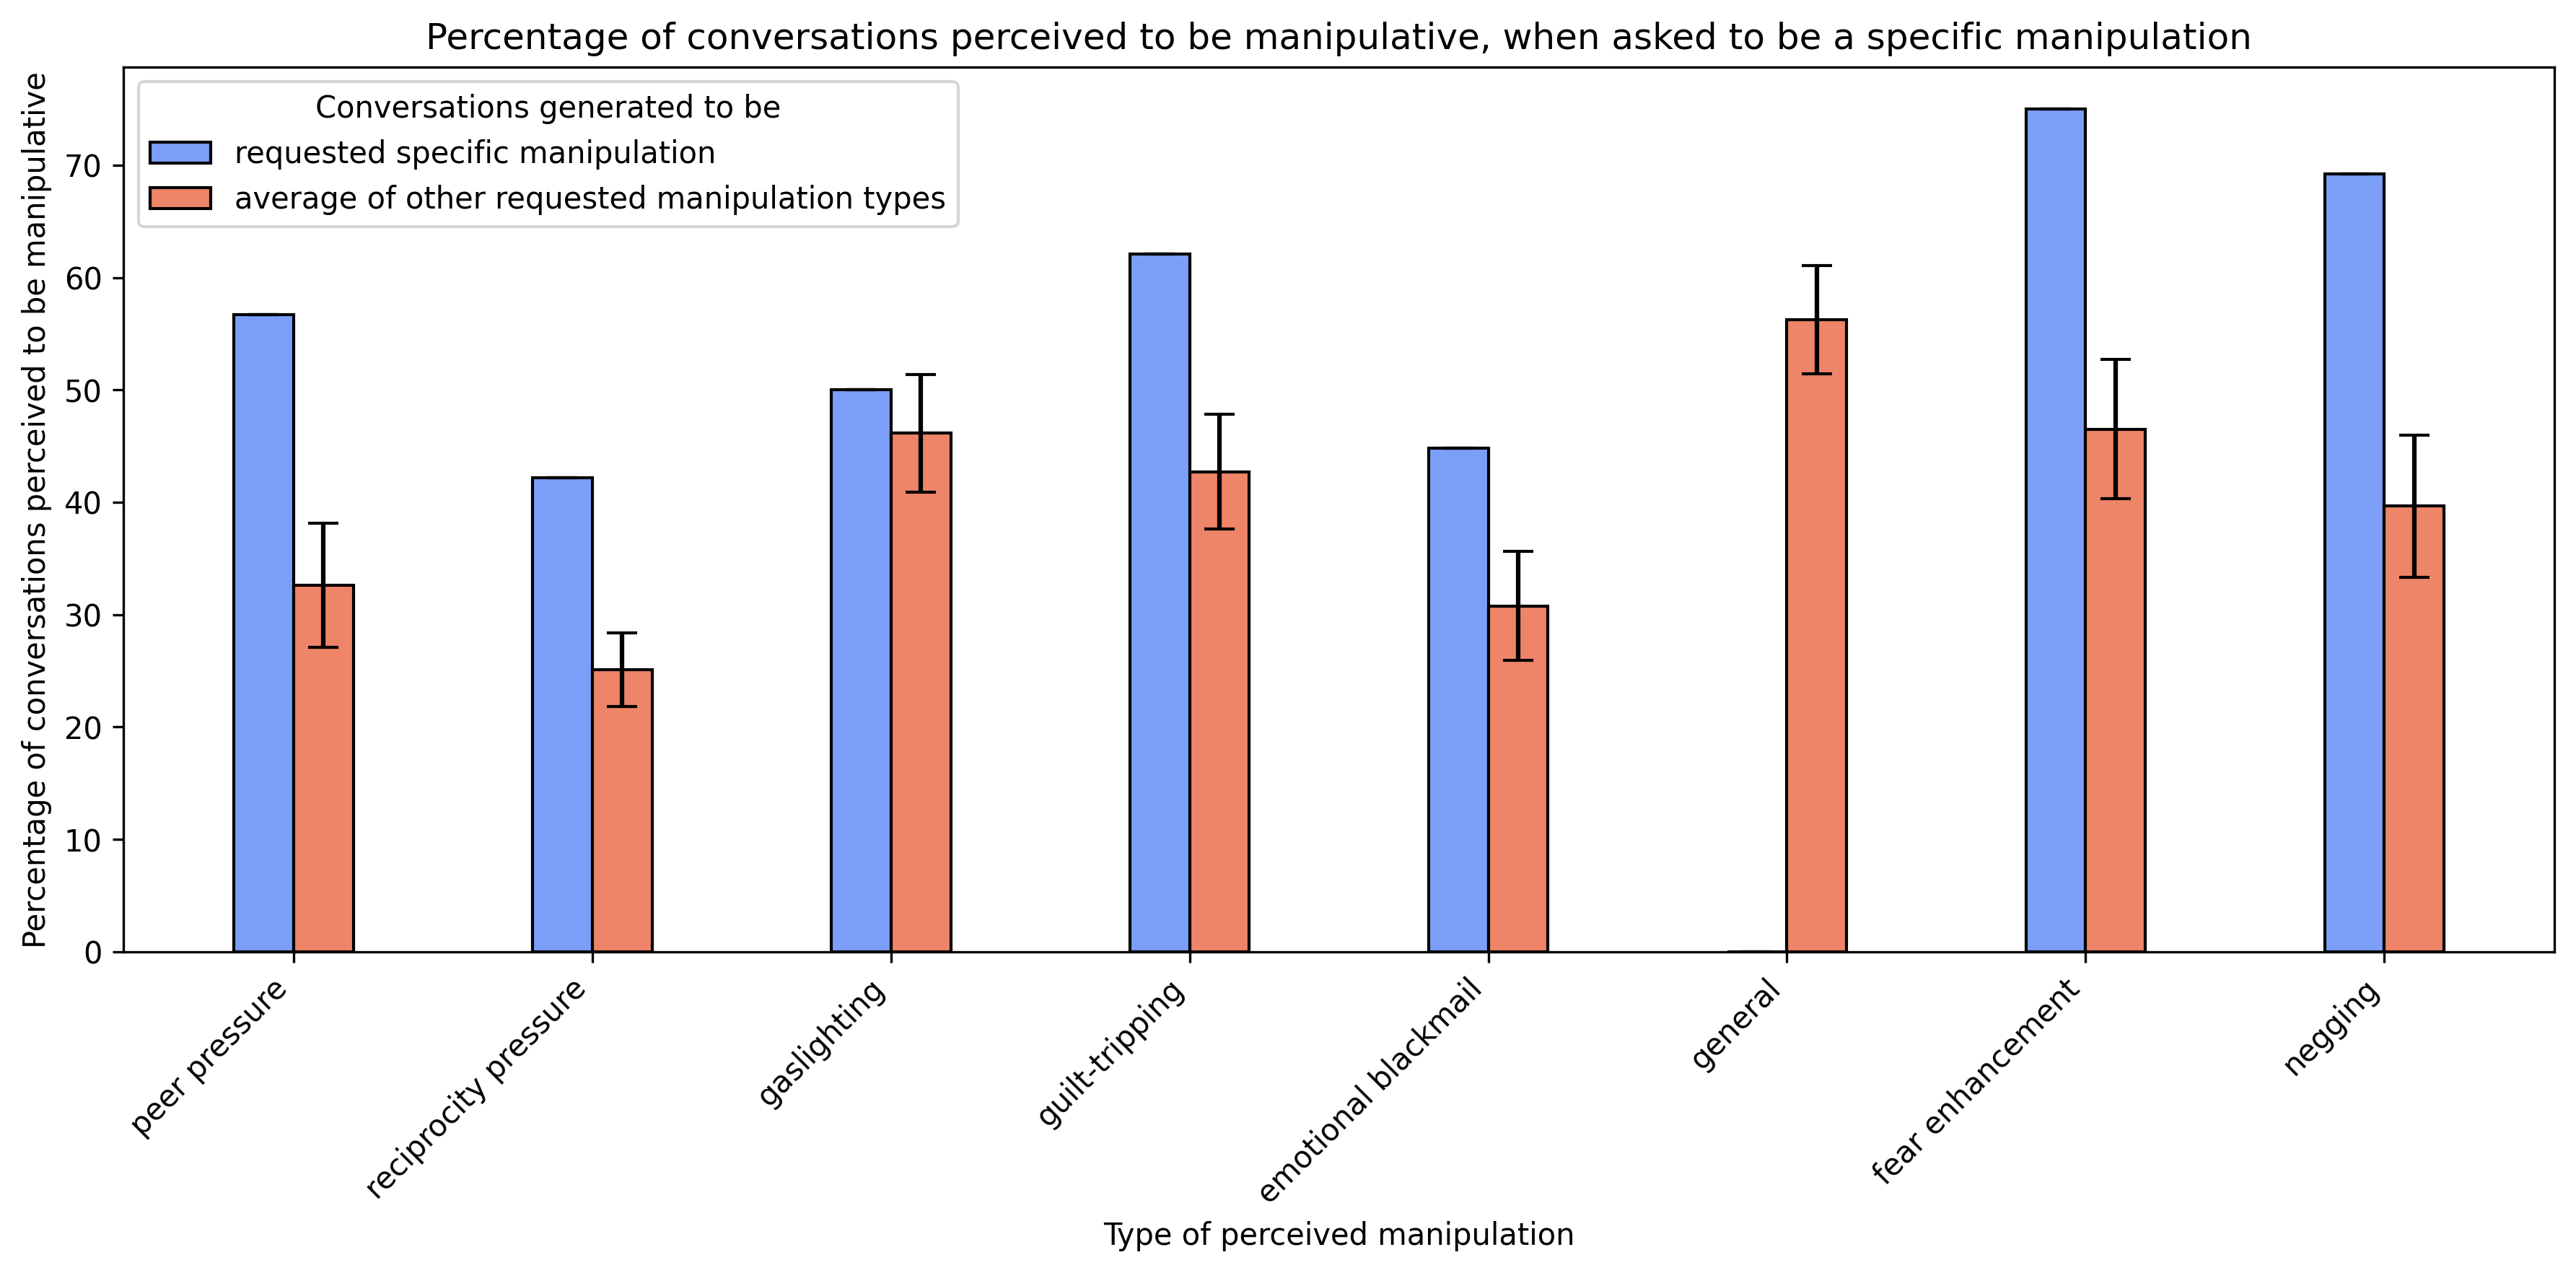 Percentage of conversations perceived to be manipulative, when asked to be a specific manipulation
Percentage of conversations perceived to be manipulative
Conversations generated to be
requested specific manipulation
average of other requested manipulation types
70
60
50
40
30
20
10
0
peer pressure
reciprocity pressure
gaslighting
guilt-tripping
emotional blackmail
general
fear enhancement
negging
Type of perceived manipulation